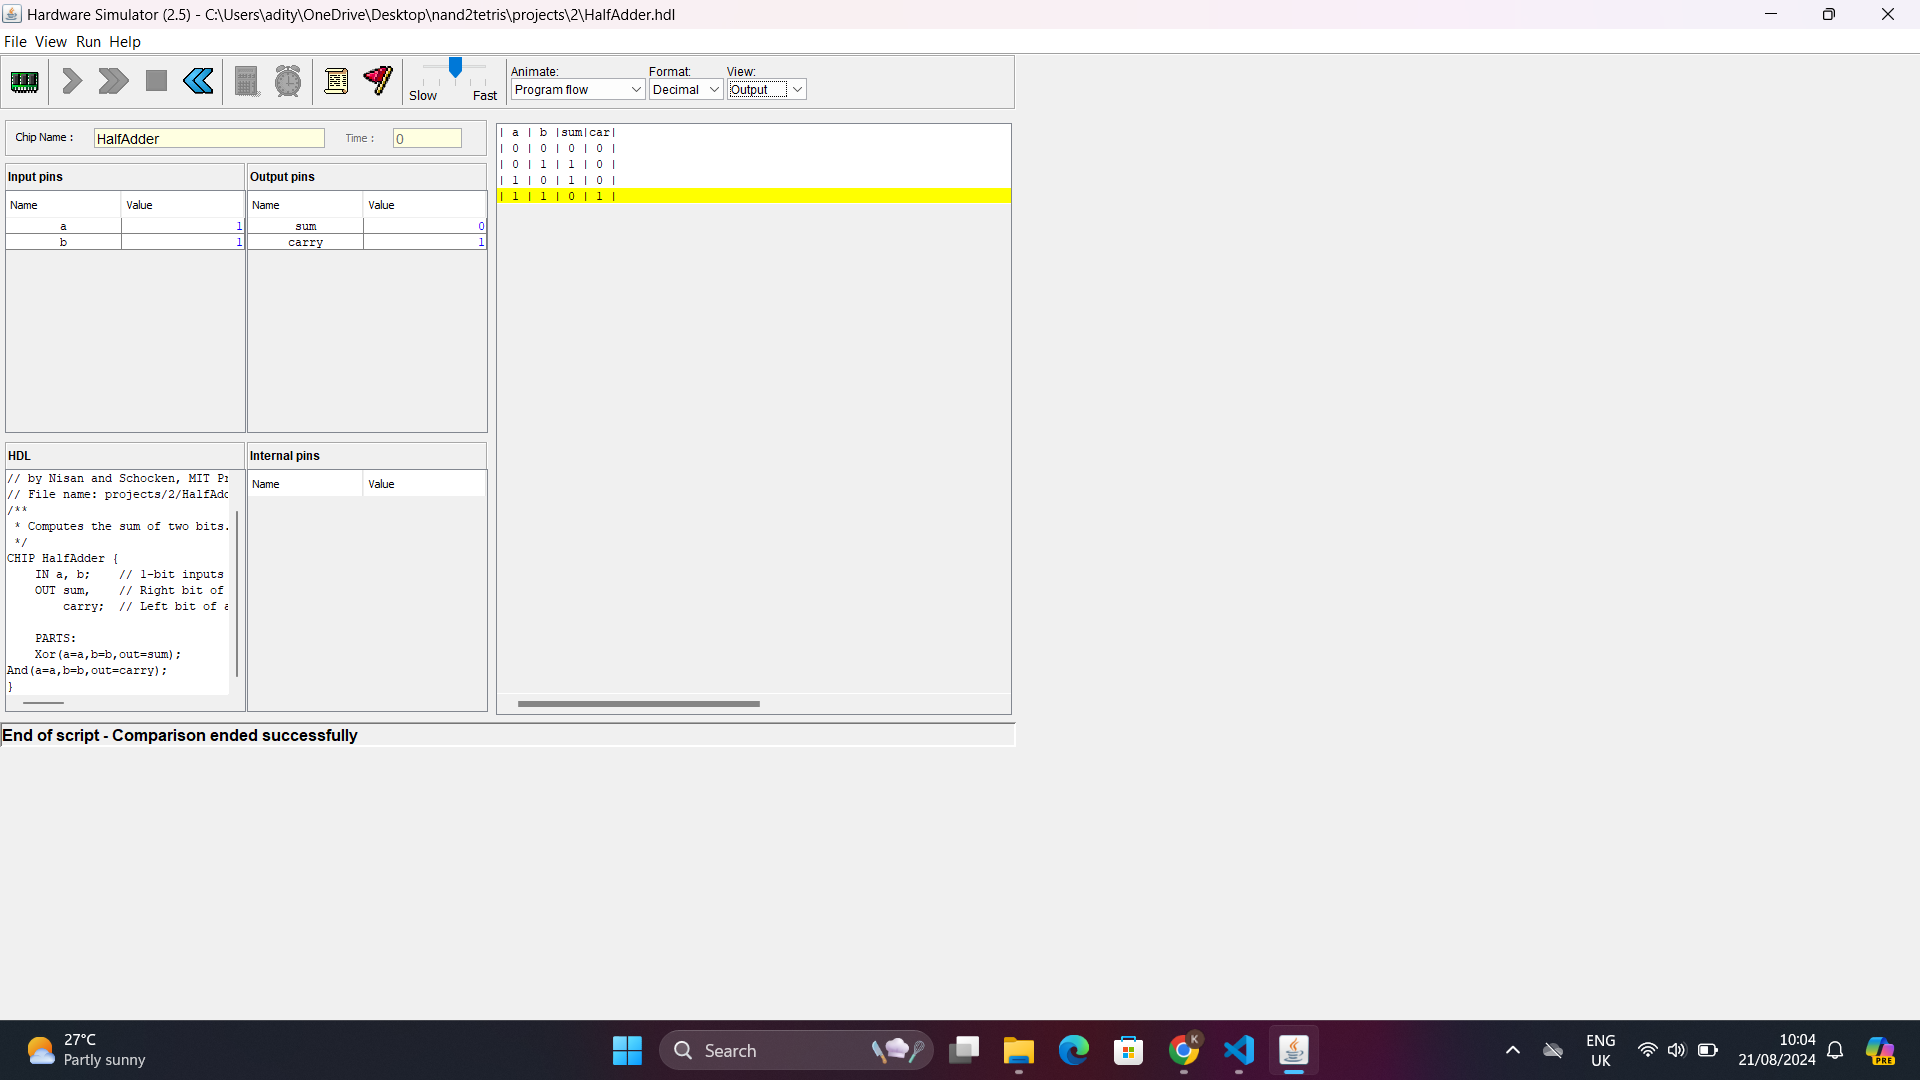 Hardware Simulator (2.5) - C:\Users\adity\OneDrive\Desktop\nand2tetris\projects\2\HalfAdder.hdl
File View Run Help
Animate: Format: View:
Slow Fast Program flow Decimal Output
Chip Name : HalfAdder Time : 0
Input pins
Name Value
a 1
b 1
Output pins
Name Value
sum 0
carry 1
| a | b |sum|car|
| 0 | 0 | 0 | 0 |
| 0 | 1 | 1 | 0 |
| 1 | 0 | 1 | 0 |
| 1 | 1 | 0 | 1 |
HDL
// by Nisan and Schocken, MIT Pr
// File name: projects/2/HalfAdd
/**
* Computes the sum of two bits.
*/
CHIP HalfAdder {
IN a, b; // 1-bit inputs
OUT sum, // Right bit of
carry; // Left bit of a
PARTS:
Xor(a=a,b=b,out=sum);
And(a=a,b=b,out=carry);
}
Internal pins
Name Value
End of script - Comparison ended successfully
27°C
Partly sunny
Search
K
ENG
UK
10:04
21/08/2024
PRE